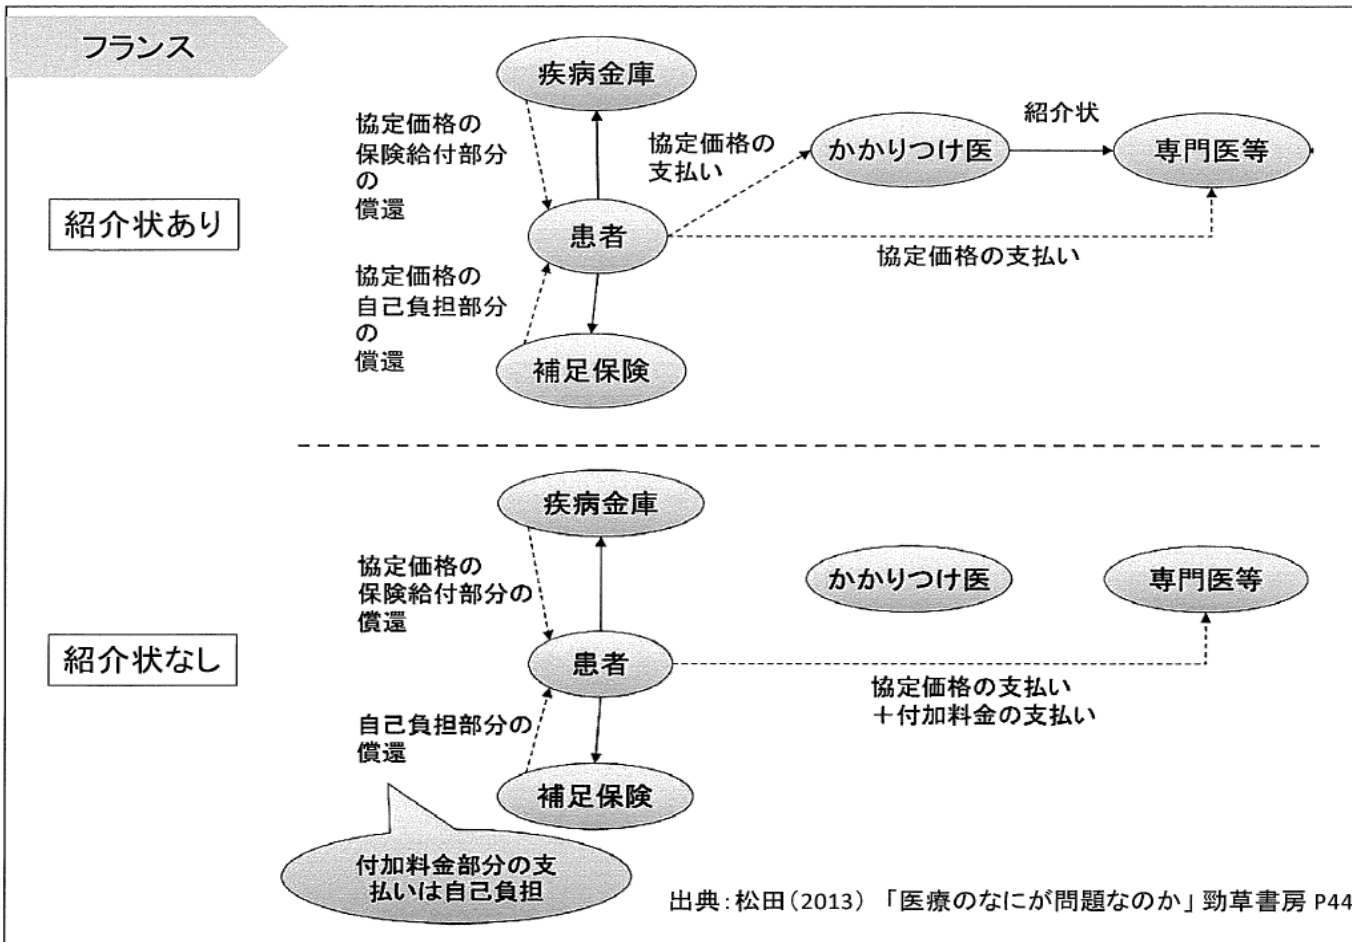 フランス
疾病金庫
協定価格の
保険給付部分
の
償還
協定価格の
支払い
かかりつけ医
紹介状
専門医等
紹介状あり
患者
協定価格の支払い
協定価格の
自己負担部分
の
償還
補足保険
疾病金庫
協定価格の
保険給付部分の
償還
かかりつけ医
専門医等
紹介状なし
患者
協定価格の支払い
＋付加料金の支払い
自己負担部分の
償還
補足保険
付加料金部分の支
払いは自己負担
出典：松田（2013）「医療のなにが問題なのか」勁草書房 P44